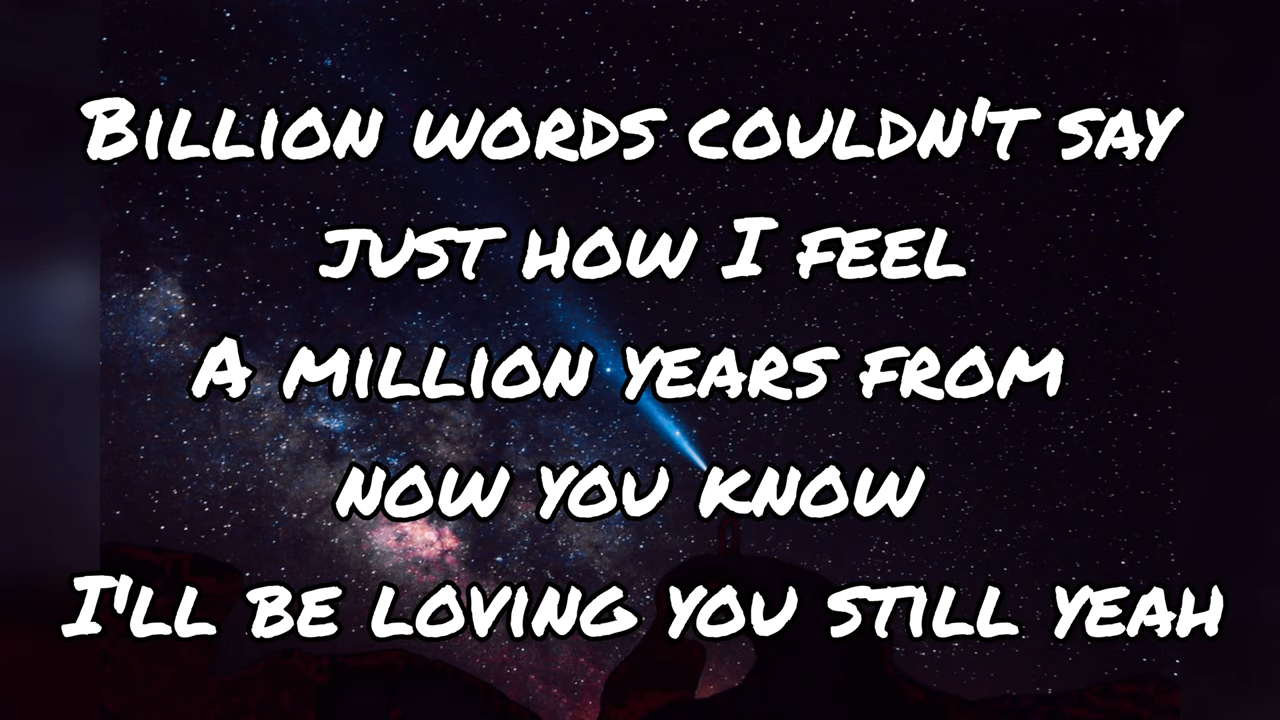 Billion words couldn't say
just how I feel
A million years from
now you know
I'll be loving you still yeah